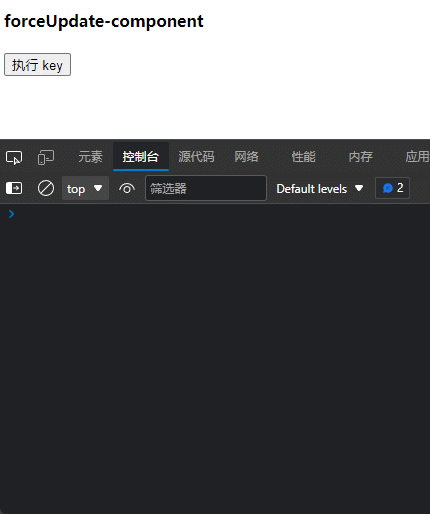 forceUpdate-component
执行 key
元素 控制台 源代码 网络 性能 内存 应用
top 筛选器 Default levels 2